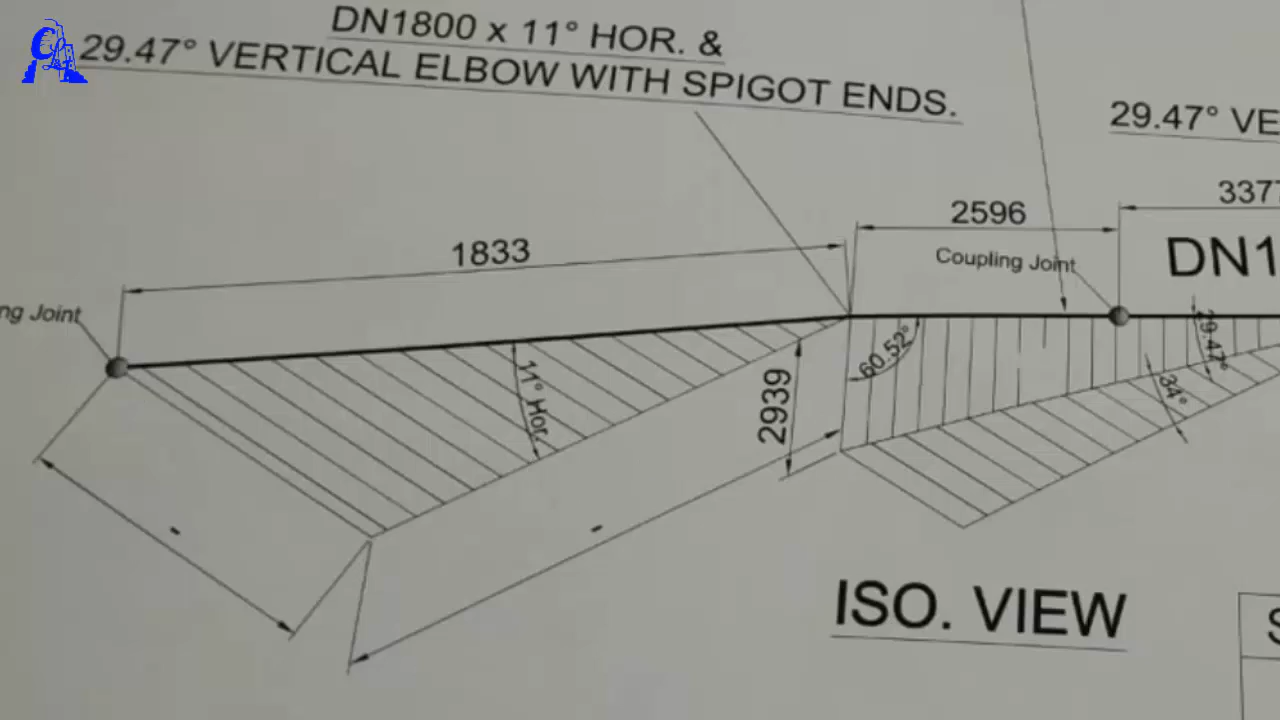 DN1800 x 11° HOR. &
29.47° VERTICAL ELBOW WITH SPIGOT ENDS.
29.47° VE
3377
2596
1833
Coupling Joint
DN1
ng Joint
11° Hor.
60.52°
29.47°
34°
2939
ISO. VIEW
S